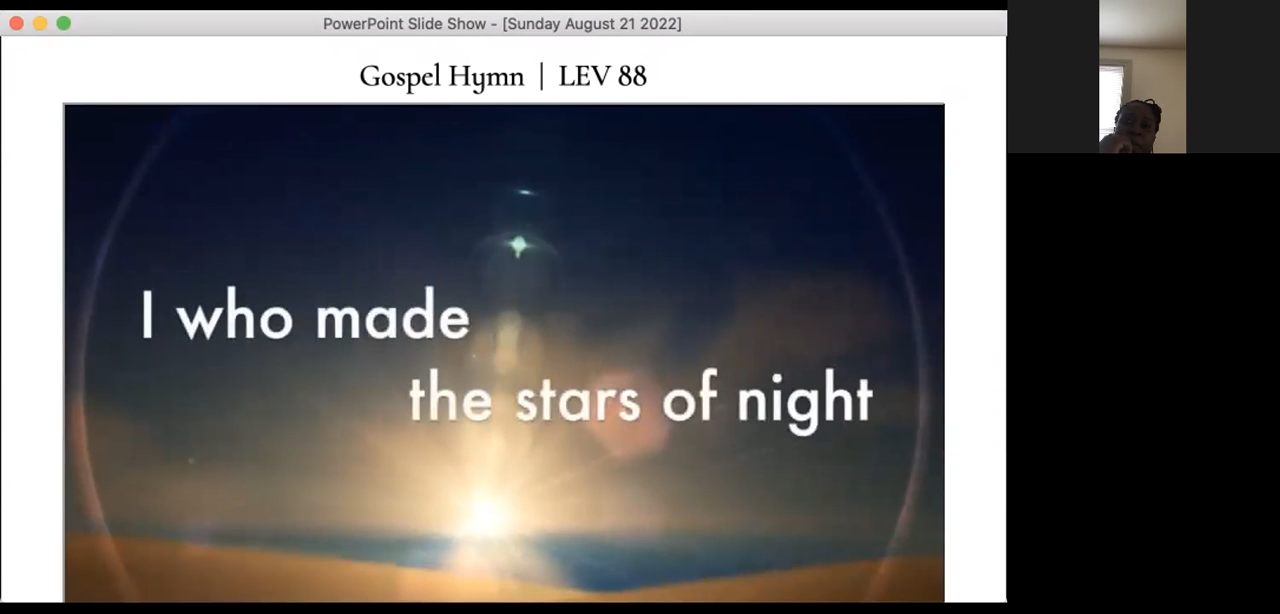 PowerPoint Slide Show - [Sunday August 21 2022]
Gospel Hymn | LEV 88
I who made
the stars of night